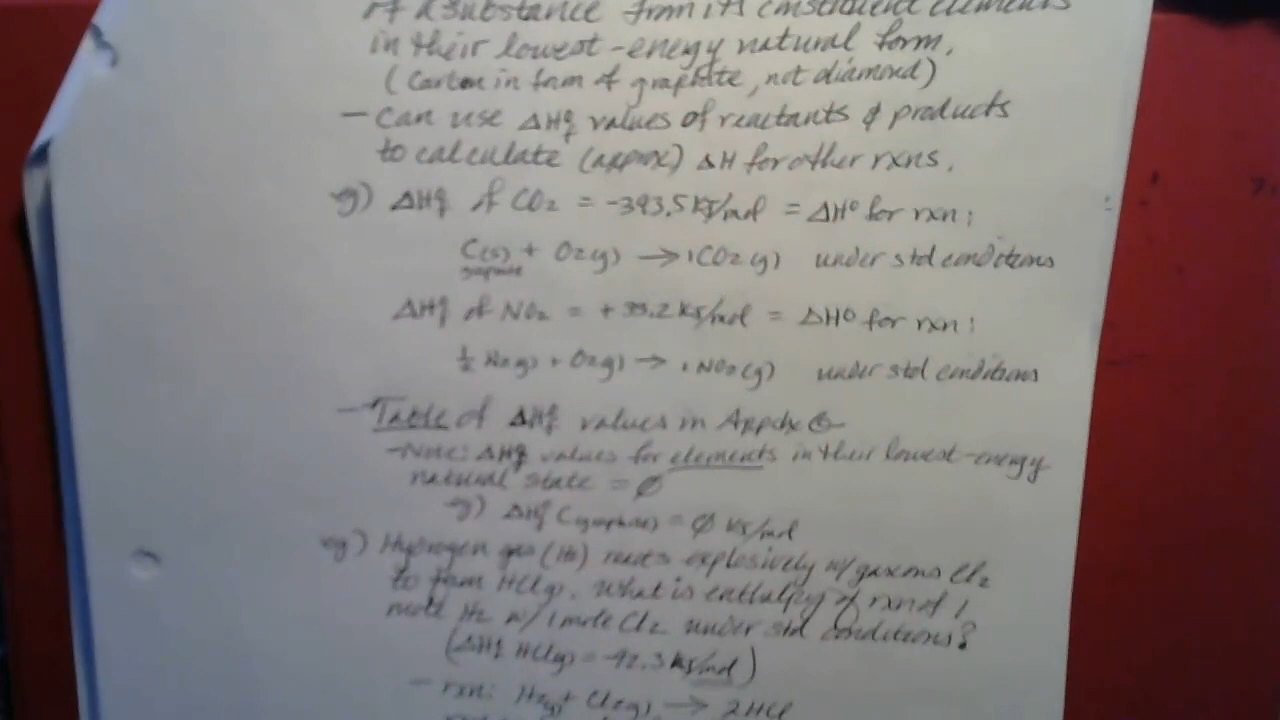 of a substance from its constituent elements
in their lowest-energy natural form.
(Carbon in form of graphite, not diamond)
- Can use ΔH°f values of reactants & products
to calculate (approx) ΔH for other rxns.
eg) ΔH°f of CO2 = -393.5 kJ/mol = ΔH° for rxn:
C(s) + O2(g) → 1 CO2(g) under std conditions
graphite
ΔH°f of NO2 = +33.2 kJ/mol = ΔH° for rxn:
1/2 N2(g) + O2(g) → 1 NO2(g) under std conditions
- Table of ΔH°f values in Appdx G
- Note: ΔH°f values for elements in their lowest-energy
natural state = Ø
eg) ΔH°f C(graphite) = Ø kJ/mol
eg) Hydrogen gas (H2) reacts explosively w/ gaseous Cl2
to form HCl(g). What is enthalpy of rxn of 1
mole H2 w/ 1 mole Cl2 under std conditions?
(ΔH°f HCl(g) = -92.3 kJ/mol)
- rxn: H2(g) + Cl2(g) → 2HCl